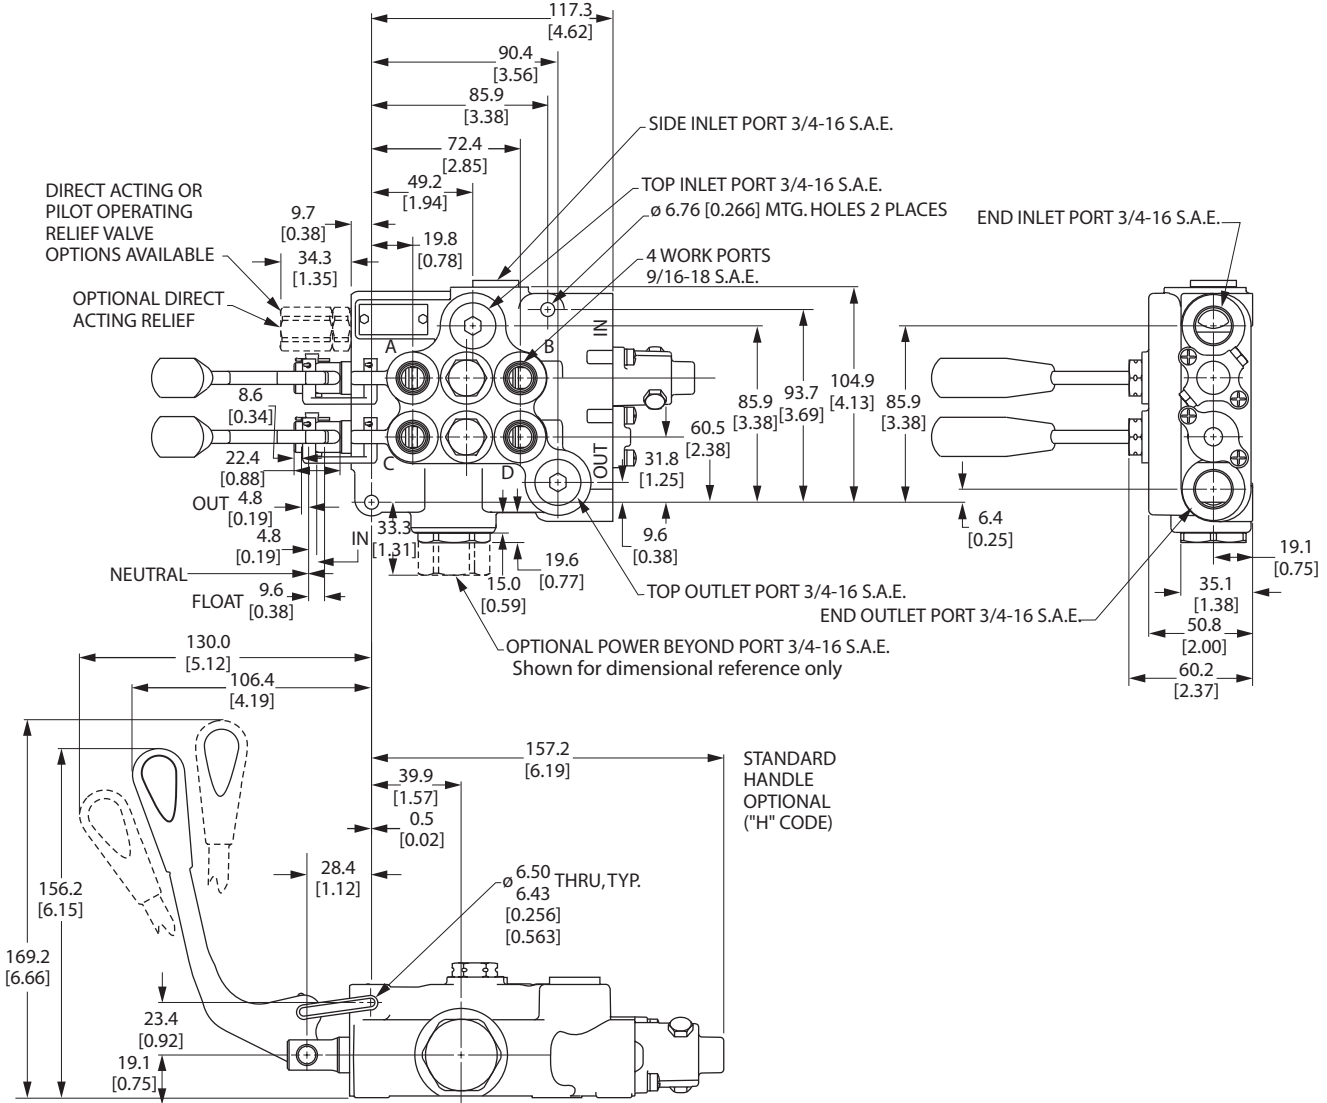 117.3
[4.62]
90.4
[3.56]
85.9
[3.38]
SIDE INLET PORT 3/4-16 S.A.E.
72.4
[2.85]
49.2
[1.94]
TOP INLET PORT 3/4-16 S.A.E.
DIRECT ACTING OR
PILOT OPERATING
RELIEF VALVE
OPTIONS AVAILABLE
9.7
[0.38]
ø 6.76 [0.266] MTG. HOLES 2 PLACES
END INLET PORT 3/4-16 S.A.E.
19.8
[0.78]
34.3
[1.35]
4 WORK PORTS
9/16-18 S.A.E.
OPTIONAL DIRECT
ACTING RELIEF
IN
A
B
8.6
[0.34]
85.9
[3.38]
93.7
[3.69]
104.9
[4.13]
85.9
[3.38]
60.5
[2.38]
22.4
[0.88]
C
D
OUT
31.8
[1.25]
OUT
4.8
[0.19]
4.8
[0.19]
IN
33.3
[1.31]
9.6
[0.38]
6.4
[0.25]
19.6
[0.77]
19.1
[0.75]
NEUTRAL
FLOAT
9.6
[0.38]
15.0
[0.59]
TOP OUTLET PORT 3/4-16 S.A.E.
35.1
[1.38]
END OUTLET PORT 3/4-16 S.A.E.
50.8
[2.00]
130.0
[5.12]
OPTIONAL POWER BEYOND PORT 3/4-16 S.A.E.
Shown for dimensional reference only
60.2
[2.37]
106.4
[4.19]
157.2
[6.19]
STANDARD
HANDLE
OPTIONAL
("H" CODE)
39.9
[1.57]
0.5
[0.02]
28.4
[1.12]
ø 6.50 THRU, TYP.
6.43
[0.256]
[0.563]
156.2
[6.15]
169.2
[6.66]
23.4
[0.92]
19.1
[0.75]